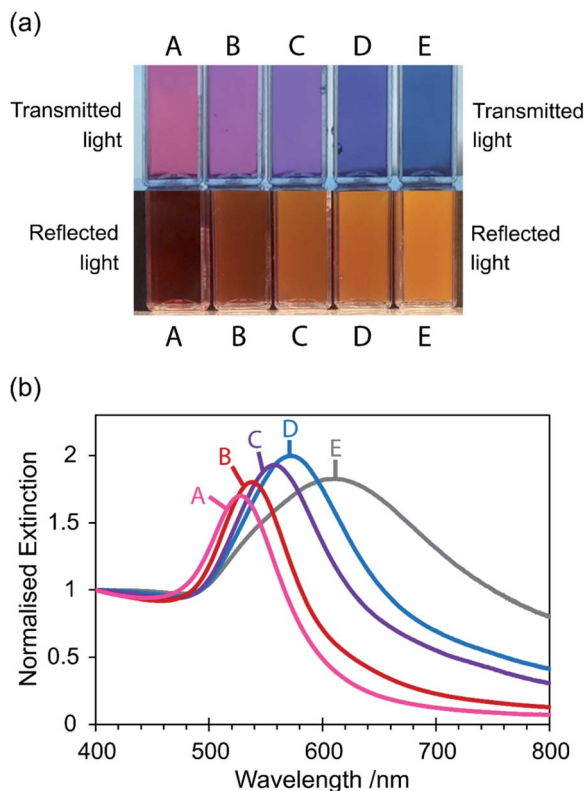 (a)
A B C D E
Transmitted light
Transmitted light
Reflected light
Reflected light
A B C D E
(b)
2
1.5
1
0.5
0
Normalised Extinction
A
B
C
D
E
400 500 600 700 800
Wavelength /nm